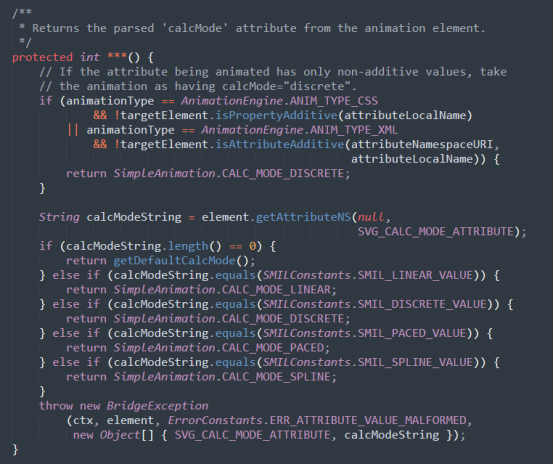 /**
 * Returns the parsed 'calcMode' attribute from the animation element.
 */
protected int ***() {
    // If the attribute being animated has only non-additive values, take
    // the animation as having calcMode="discrete".
    if (animationType == AnimationEngine.ANIM_TYPE_CSS
            && !targetElement.isPropertyAdditive(attributeLocalName)
        || animationType == AnimationEngine.ANIM_TYPE_XML
            && !targetElement.isAttributeAdditive(attributeNamespaceURI,
                                                  attributeLocalName)) {
        return SimpleAnimation.CALC_MODE_DISCRETE;
    }

    String calcModeString = element.getAttributeNS(null,
                                                   SVG_CALC_MODE_ATTRIBUTE);
    if (calcModeString.length() == 0) {
        return getDefaultCalcMode();
    } else if (calcModeString.equals(SMILConstants.SMIL_LINEAR_VALUE)) {
        return SimpleAnimation.CALC_MODE_LINEAR;
    } else if (calcModeString.equals(SMILConstants.SMIL_DISCRETE_VALUE)) {
        return SimpleAnimation.CALC_MODE_DISCRETE;
    } else if (calcModeString.equals(SMILConstants.SMIL_PACED_VALUE)) {
        return SimpleAnimation.CALC_MODE_PACED;
    } else if (calcModeString.equals(SMILConstants.SMIL_SPLINE_VALUE)) {
        return SimpleAnimation.CALC_MODE_SPLINE;
    }
    throw new BridgeException
        (ctx, element, ErrorConstants.ERR_ATTRIBUTE_VALUE_MALFORMED,
         new Object[] { SVG_CALC_MODE_ATTRIBUTE, calcModeString });
}